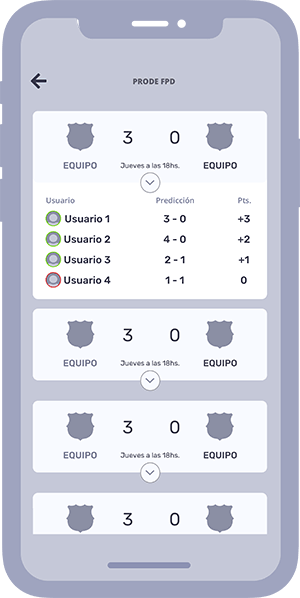 PRODE FPD
3 0
EQUIPO Jueves a las 18hs. EQUIPO
Usuario Predicción Pts.
Usuario 1 3 - 0 +3
Usuario 2 4 - 0 +2
Usuario 3 2 - 1 +1
Usuario 4 1 - 1 0
3 0
EQUIPO Jueves a las 18hs. EQUIPO
3 0
EQUIPO Jueves a las 18hs. EQUIPO
3 0